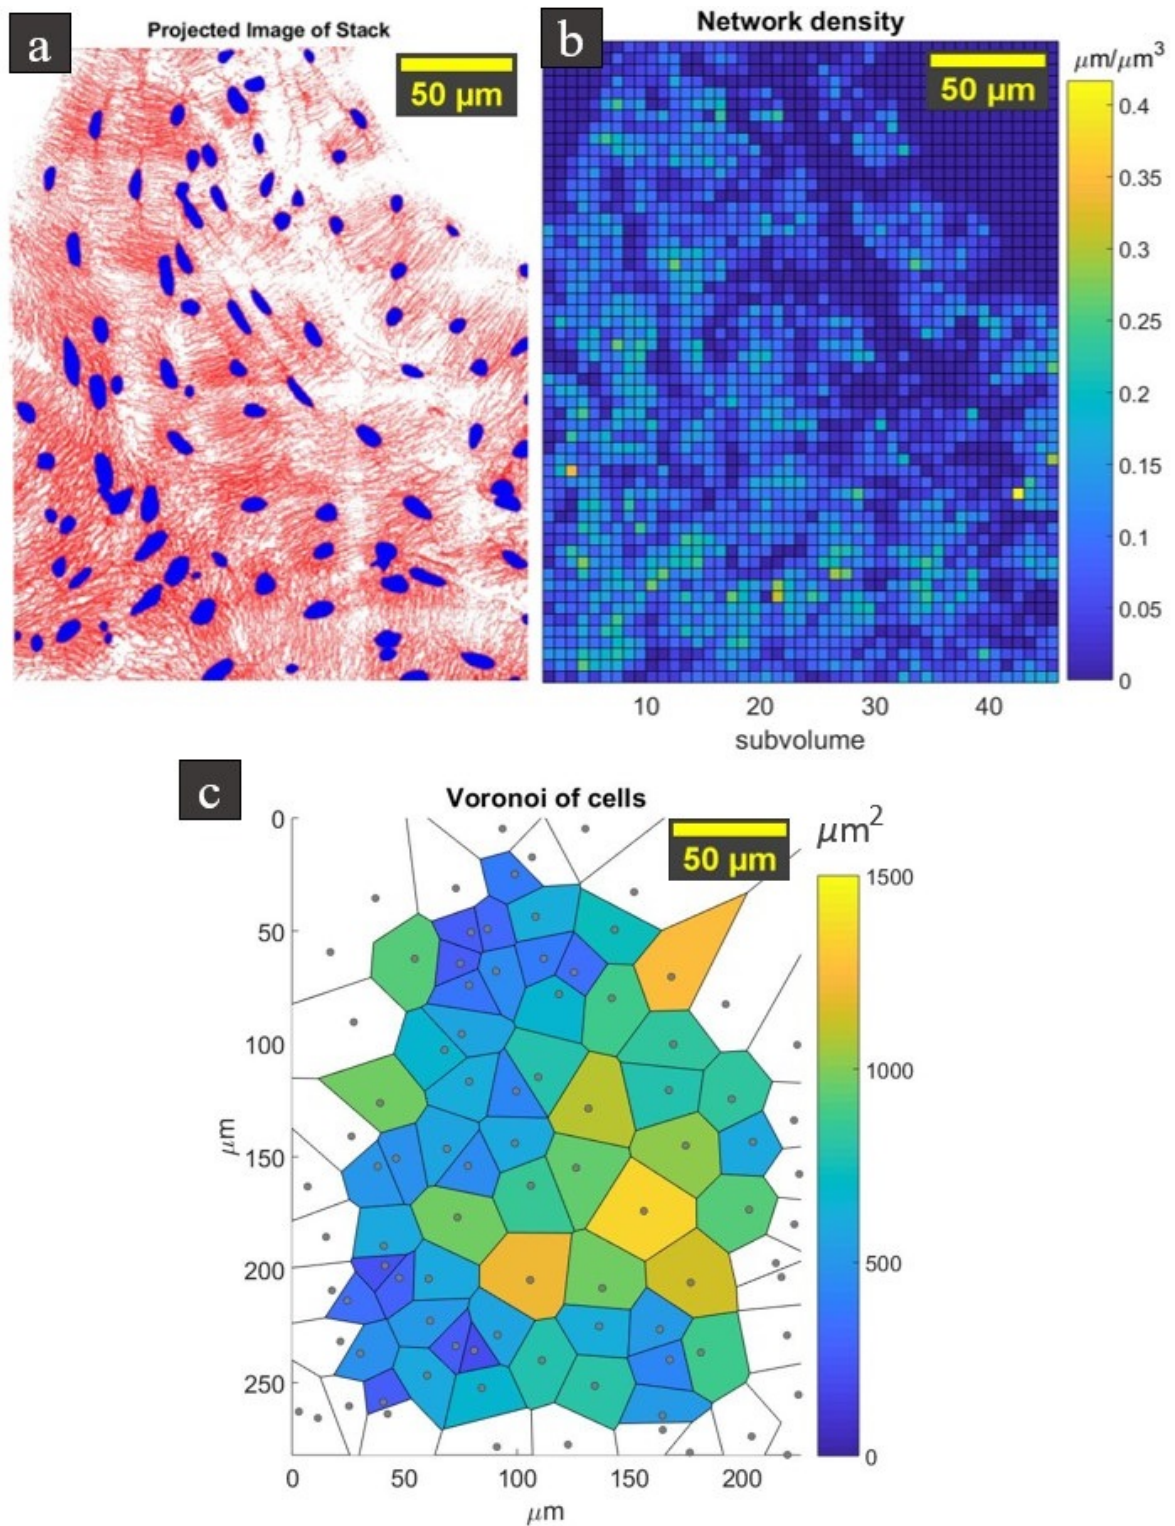 a
Projected Image of Stack
50 µm
b
Network density
50 µm
µm/µm³
0.4
0.35
0.3
0.25
0.2
0.15
0.1
0.05
0
10 20 30 40
subvolume
c
Voronoi of cells
50 µm
µm²
0
50
100
150
200
250
µm
0 50 100 150 200
µm
1500
1000
500
0